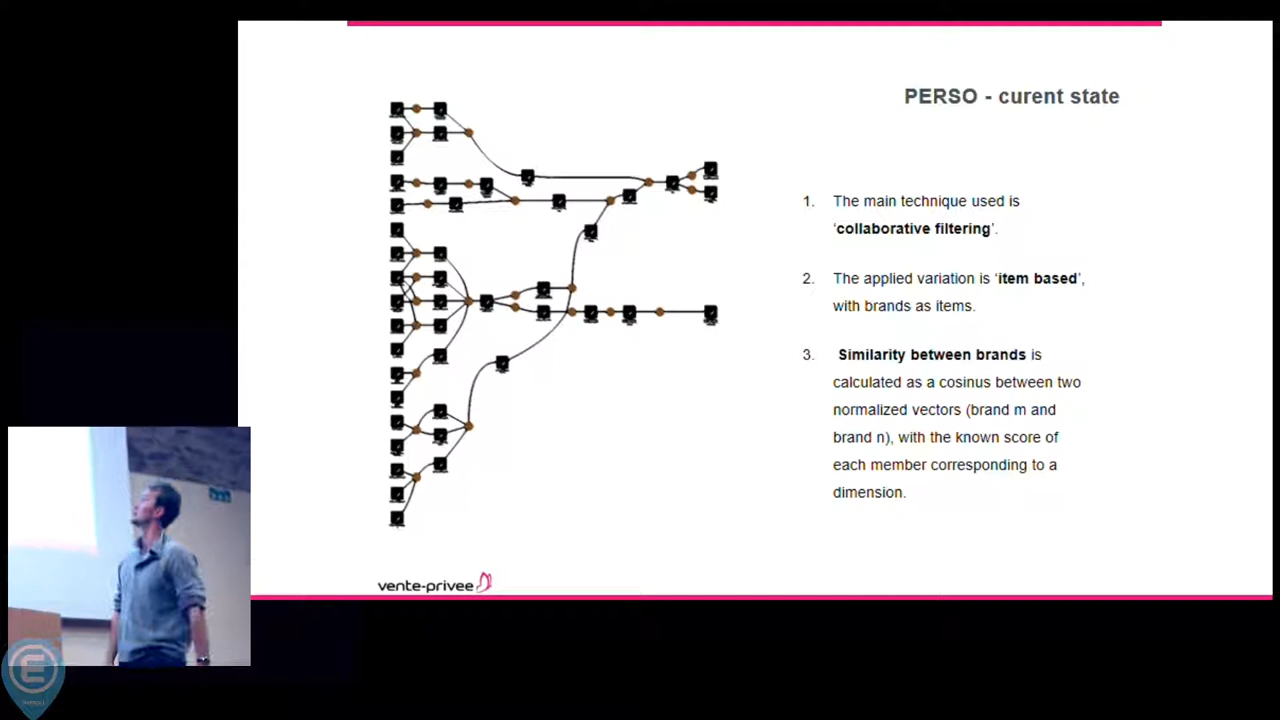 PERSO - curent state
1. The main technique used is
‘collaborative filtering’.
2. The applied variation is ‘item based’,
with brands as items.
3. Similarity between brands is
calculated as a cosinus between two
normalized vectors (brand m and
brand n), with the known score of
each member corresponding to a
dimension.
vente-privee